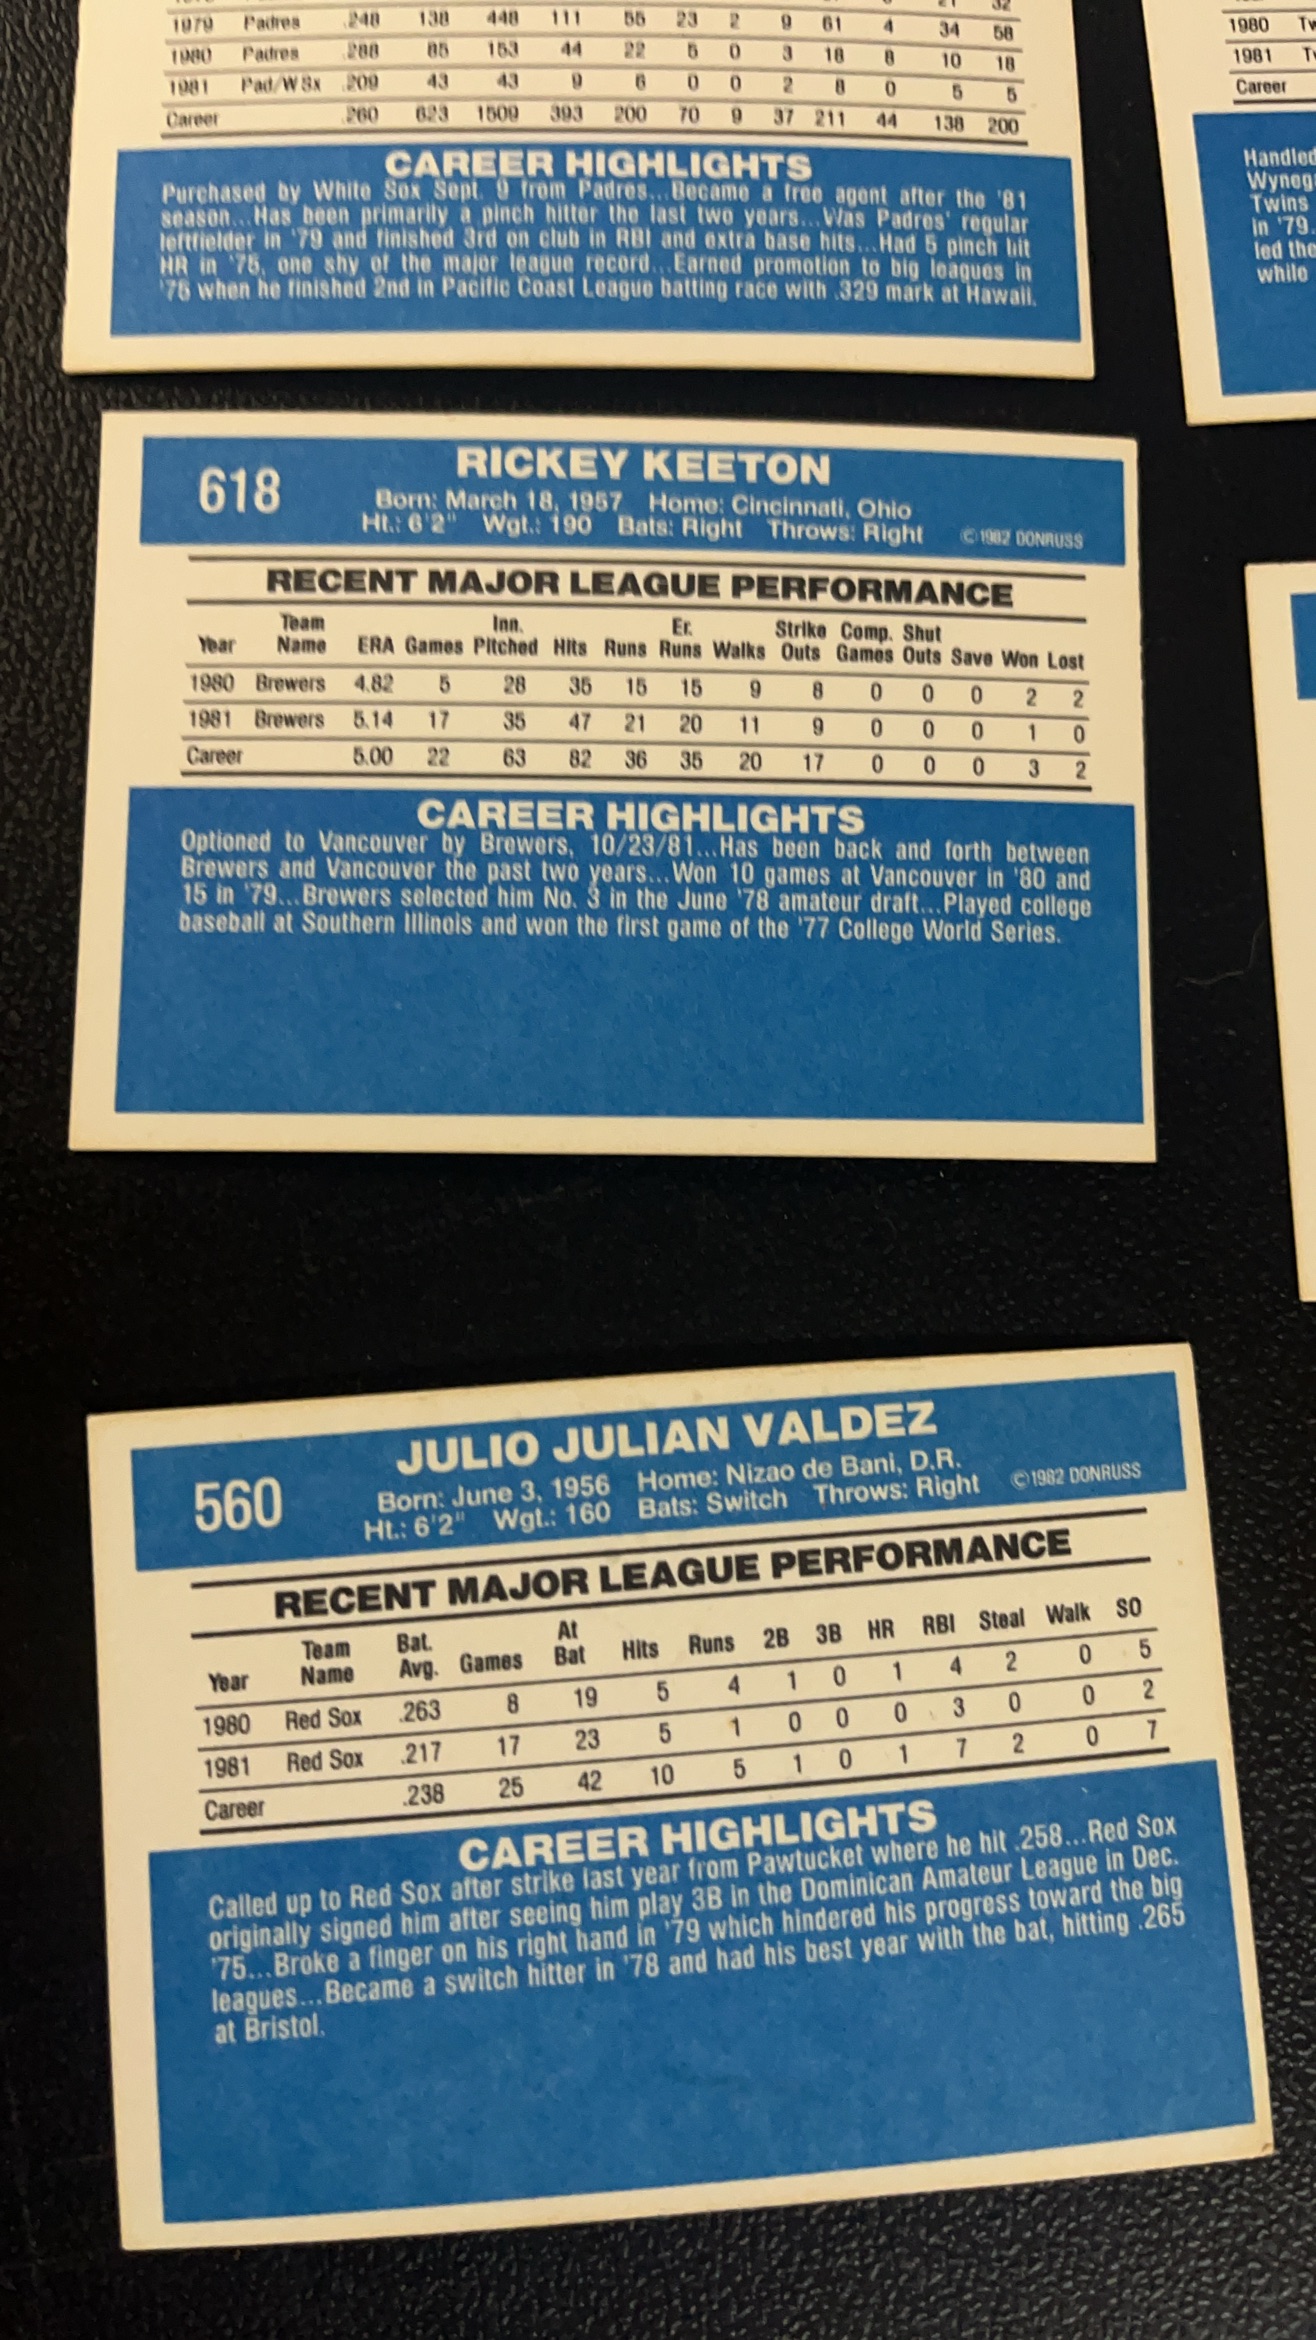 1979 Padres .248 138 448 111 55 23 2 9 61 4 34 58
1980 Padres .288 85 153 44 22 5 0 3 18 8 10 18
1981 Pad/WSx .209 43 43 9 6 0 0 2 8 0 5 5
Career .260 623 1509 393 200 70 9 37 211 44 138 200
CAREER HIGHLIGHTS
Purchased by White Sox Sept. 9 from Padres...Became a free agent after the '81
season...Has been primarily a pinch hitter the last two years...Was Padres' regular
leftfielder in '79 and finished 3rd on club in RBI and extra base hits...Had 5 pinch hit
HR in '75, one shy of the major league record...Earned promotion to big leagues in
'75 when he finished 2nd in Pacific Coast League batting race with .329 mark at Hawaii.
1980
1981
Career
Handled
Twins
in '79.
led the
while
618
RICKEY KEETON
Born: March 18, 1957 Home: Cincinnati, Ohio
Ht.: 6'2" Wgt.: 190 Bats: Right Throws: Right © 1982 DONRUSS
RECENT MAJOR LEAGUE PERFORMANCE
Team Inn. Er. Strike Comp. Shut
Year Name ERA Games Pitched Hits Runs Runs Walks Outs Games Outs Save Won Lost
1980 Brewers 4.82 5 28 35 15 15 9 8 0 0 0 2 2
1981 Brewers 5.14 17 35 47 21 20 11 9 0 0 0 1 0
Career 5.00 22 63 82 36 35 20 17 0 0 0 3 2
CAREER HIGHLIGHTS
Optioned to Vancouver by Brewers, 10/23/81...Has been back and forth between
Brewers and Vancouver the past two years...Won 10 games at Vancouver in '80 and
15 in '79...Brewers selected him No. 3 in the June '78 amateur draft...Played college
baseball at Southern Illinois and won the first game of the '77 College World Series.
560
JULIO JULIAN VALDEZ
Born: June 3, 1956 Home: Nizao de Bani, D.R.
Ht.: 6'2" Wgt.: 160 Bats: Switch Throws: Right © 1982 DONRUSS
RECENT MAJOR LEAGUE PERFORMANCE
Team Bat. At
Year Name Avg. Games Bat Hits Runs 2B 3B HR RBI Steal Walk SO
1980 Red Sox .263 8 19 5 4 1 0 1 4 2 0 5
1981 Red Sox .217 17 23 5 1 0 0 0 3 0 0 2
Career .238 25 42 10 5 1 0 1 7 2 0 7
CAREER HIGHLIGHTS
Called up to Red Sox after strike last year from Pawtucket where he hit .258...Red Sox
originally signed him after seeing him play 3B in the Dominican Amateur League in Dec.
'75...Broke a finger on his right hand in '79 which hindered his progress toward the big
leagues...Became a switch hitter in '78 and had his best year with the bat, hitting .265
at Bristol.